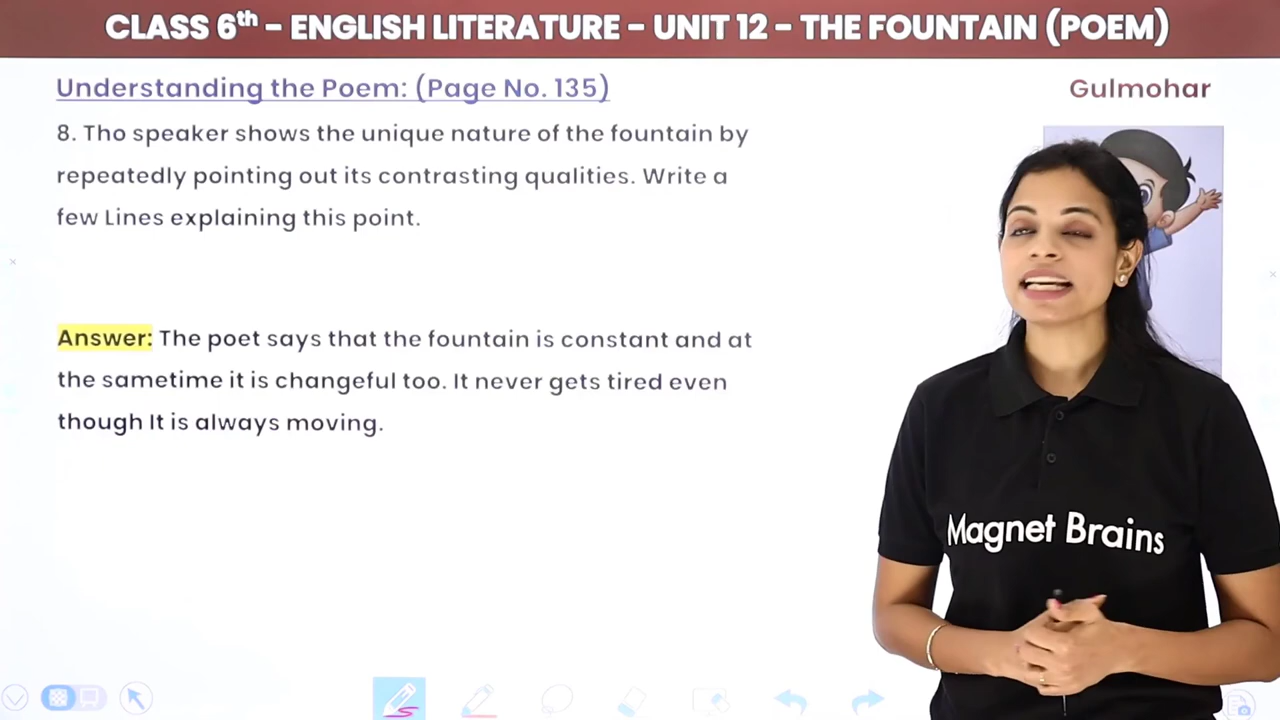 CLASS 6th - ENGLISH LITERATURE - UNIT 12 - THE FOUNTAIN (POEM)
Understanding the Poem: (Page No. 135)
Gulmohar
8. Tho speaker shows the unique nature of the fountain by
repeatedly pointing out its contrasting qualities. Write a
few Lines explaining this point.
Answer: The poet says that the fountain is constant and at
the sametime it is changeful too. It never gets tired even
though It is always moving.
Magnet Brains